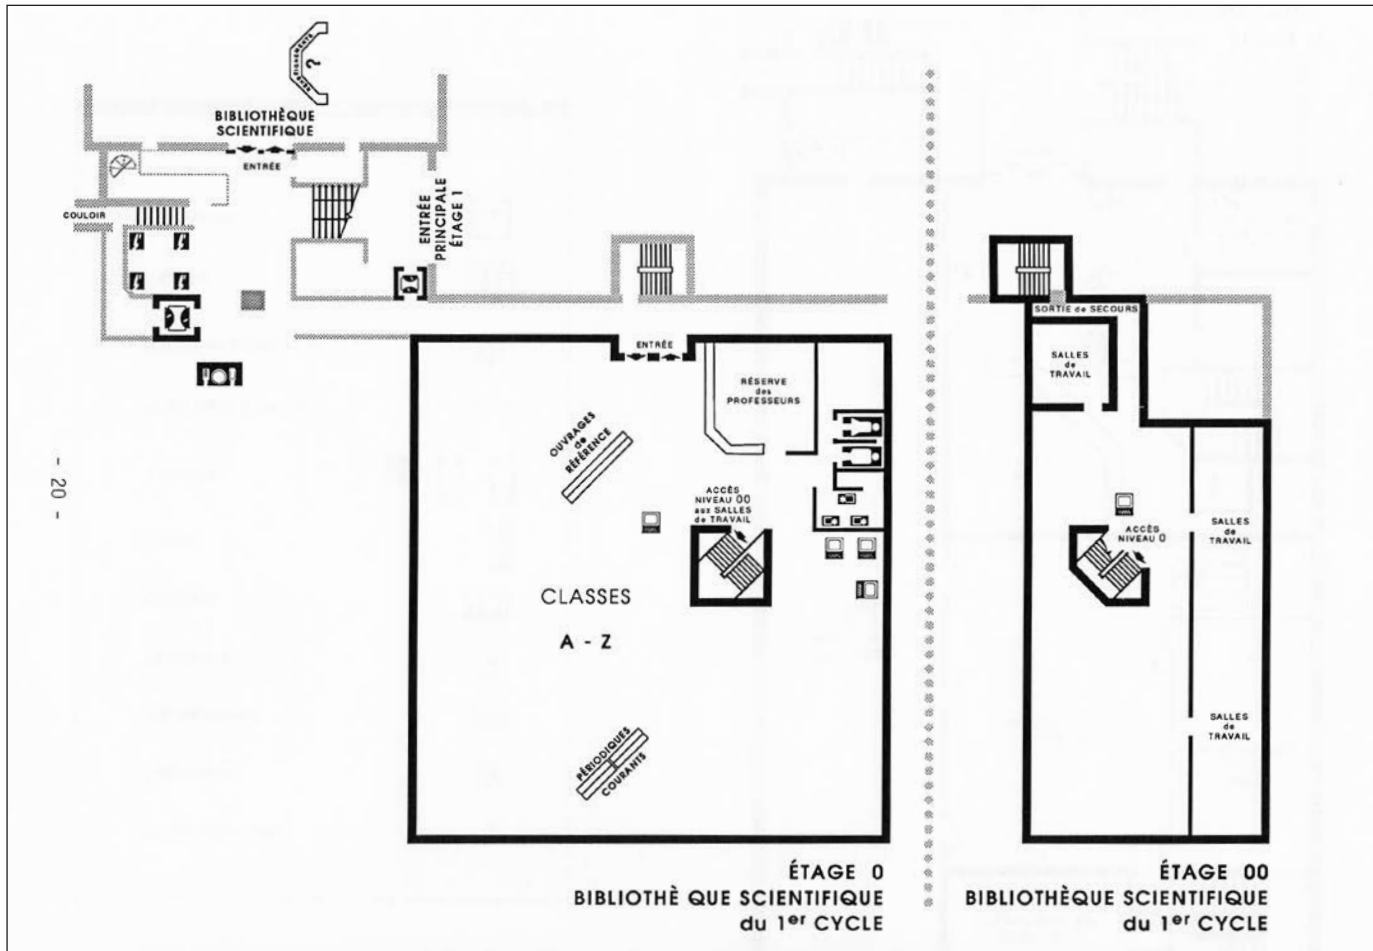 RENSEIGNEMENTS
?
BIBLIOTHÈQUE
SCIENTIFIQUE
ENTRÉE
COULOIR
ENTRÉE
PRINCIPALE
ÉTAGE 1
ENTRÉE
RÉSERVE
des
PROFESSEURS
OUVRAGES
de
RÉFÉRENCE
ACCÈS
NIVEAU 00
aux SALLES
de TRAVAIL
CLASSES
A - Z
PÉRIODIQUES
COURANTS
ÉTAGE 0
BIBLIOTHÈ QUE SCIENTIFIQUE
du 1er CYCLE
SORTIE de SECOURS
SALLES
de
TRAVAIL
ACCÈS
NIVEAU 0
SALLES
de
TRAVAIL
SALLES
de
TRAVAIL
ÉTAGE 00
BIBLIOTHÈQUE SCIENTIFIQUE
du 1er CYCLE
- 20 -